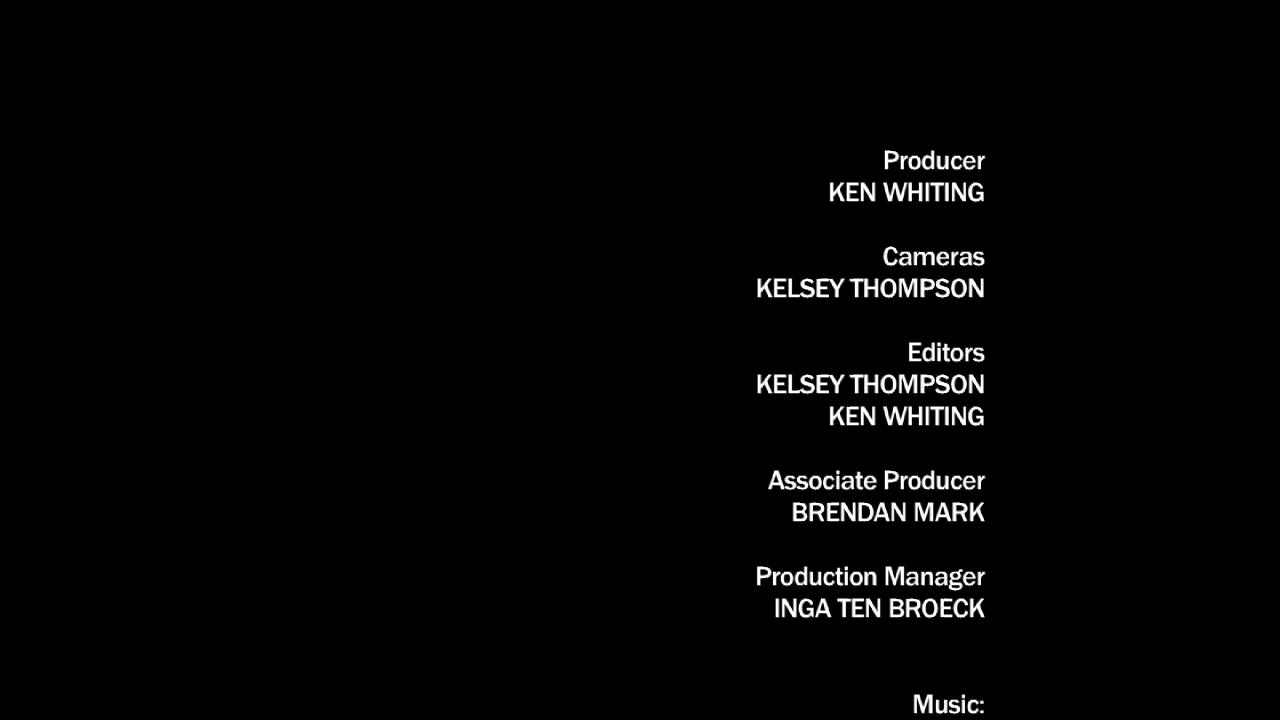 Producer
KEN WHITING
Cameras
KELSEY THOMPSON
Editors
KELSEY THOMPSON
KEN WHITING
Associate Producer
BRENDAN MARK
Production Manager
INGA TEN BROECK
Music: